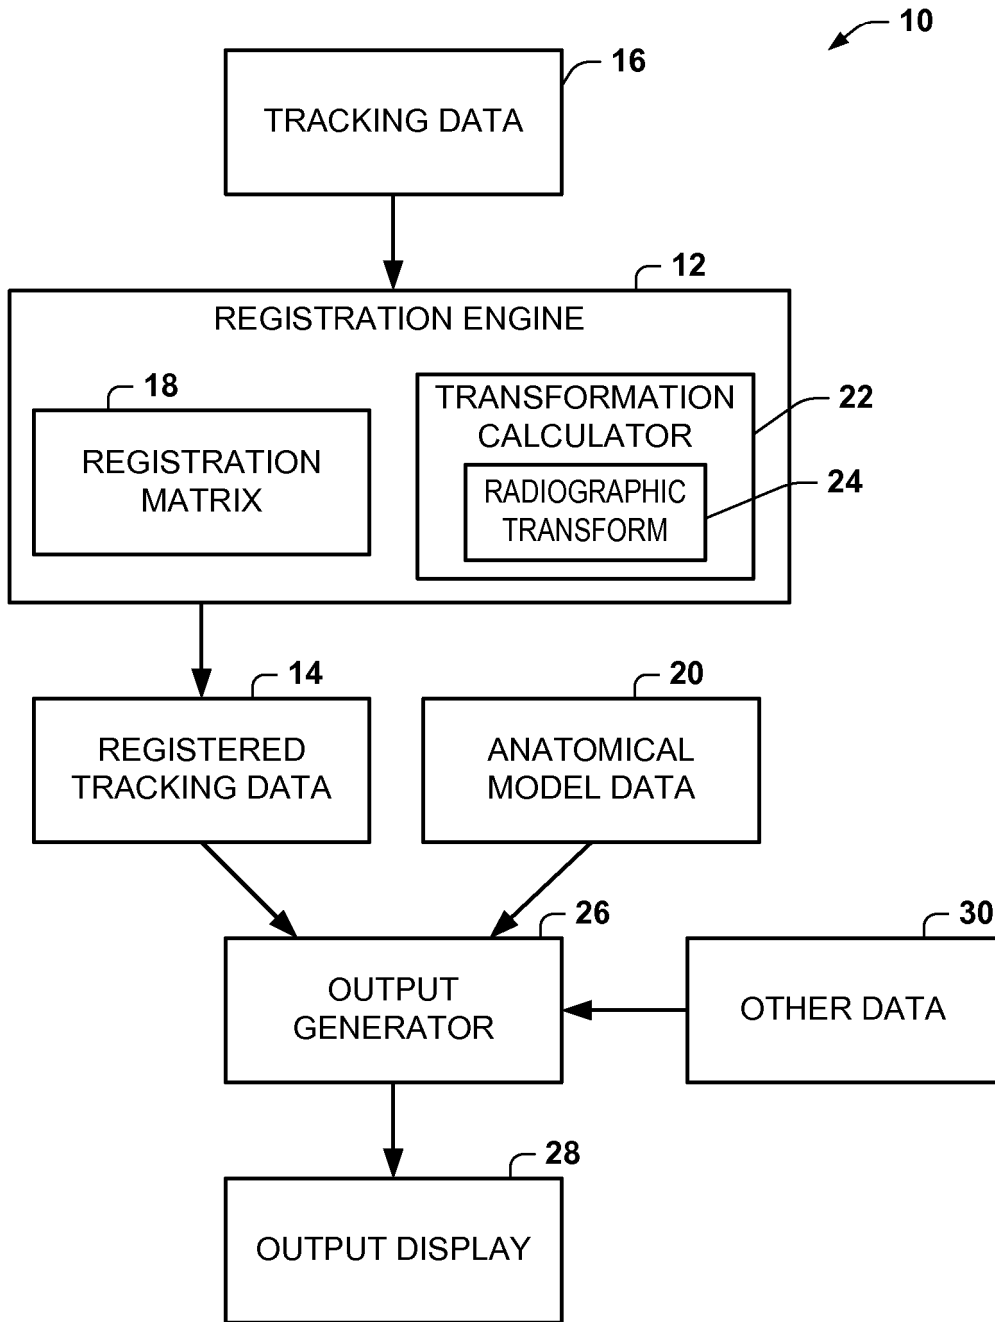 10
16
TRACKING DATA
12
REGISTRATION ENGINE
18
REGISTRATION
MATRIX
TRANSFORMATION
CALCULATOR
22
RADIOGRAPHIC
TRANSFORM
24
14
REGISTERED
TRACKING DATA
20
ANATOMICAL
MODEL DATA
26
OUTPUT
GENERATOR
30
OTHER DATA
28
OUTPUT DISPLAY